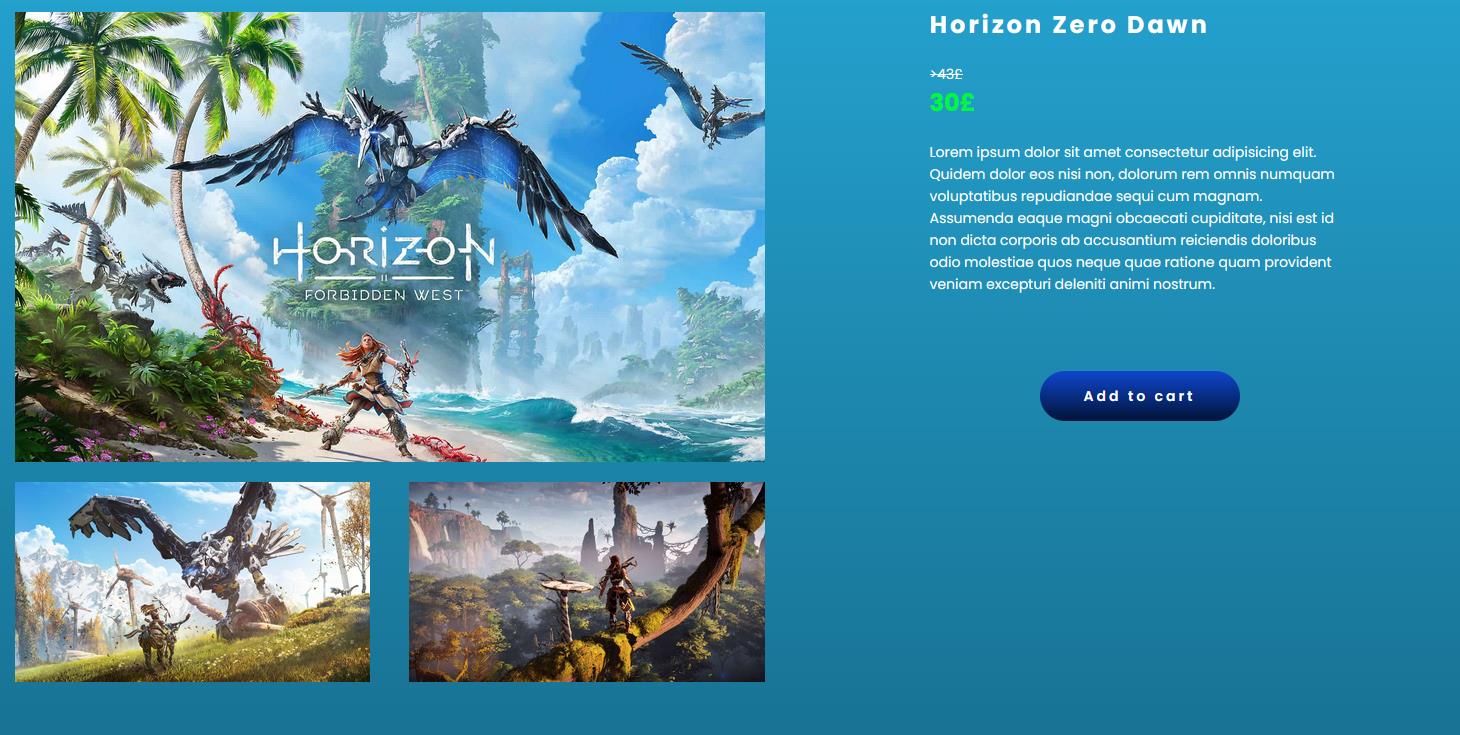 HORIZON
II
FORBIDDEN WEST
Horizon Zero Dawn
>43£
30£
Lorem ipsum dolor sit amet consectetur adipisicing elit.
Quidem dolor eos nisi non, dolorum rem omnis numquam
voluptatibus repudiandae sequi cum magnam.
Assumenda eaque magni obcaecati cupiditate, nisi est id
non dicta corporis ab accusantium reiciendis doloribus
odio molestiae quos neque quae ratione quam provident
veniam excepturi deleniti animi nostrum.
Add to cart